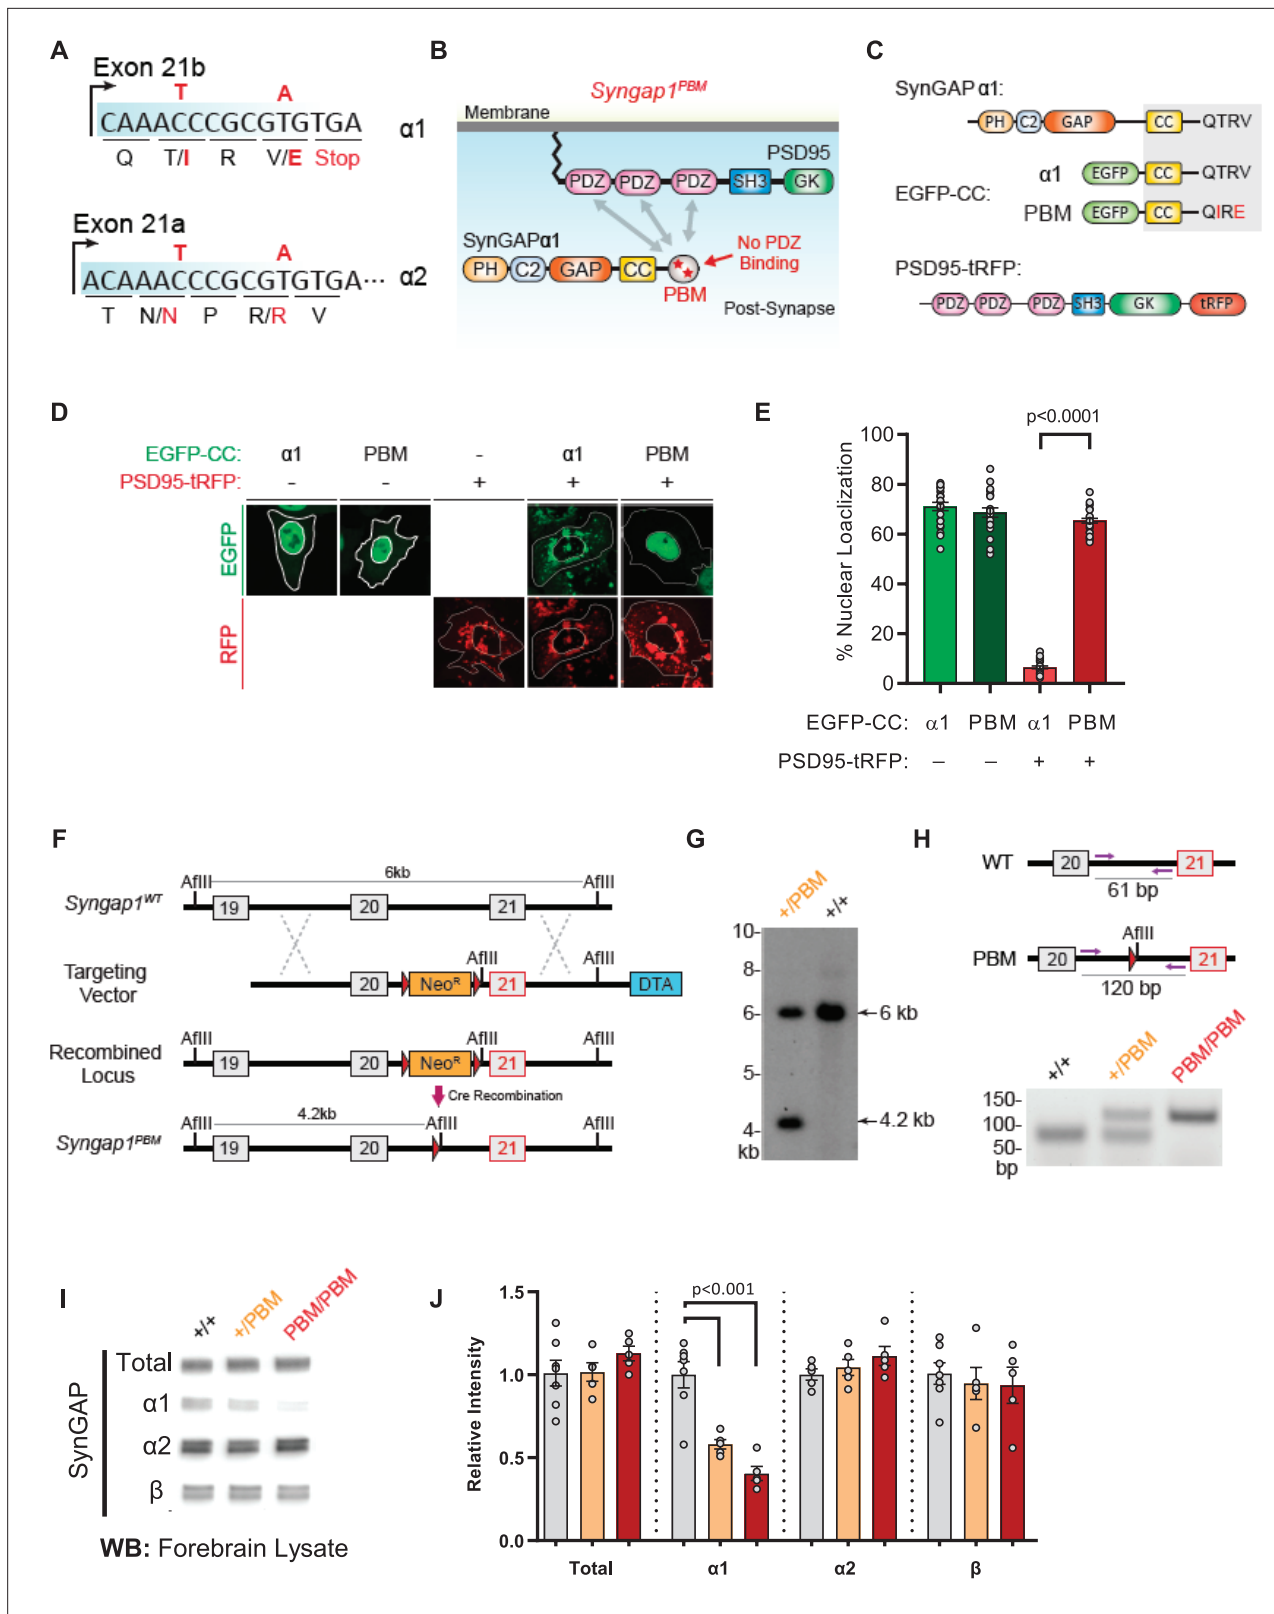 A
Exon 21b
T A
CAAACCCGCGTGTGA
α1
Q T/I R V/E Stop
Exon 21a
T A
ACAAACCCGCGTGTGA···
α2
T N/N P R/R V
B
Syngap1PBM
Membrane
PSD95
PDZ PDZ PDZ SH3 GK
SynGAPα1
No PDZ
Binding
PH C2 GAP CC
PBM
Post-Synapse
C
SynGAP α1:
PH C2 GAP CC QTRV
α1 EGFP CC QTRV
EGFP-CC:
PBM EGFP CC QIRE
PSD95-tRFP:
PDZ PDZ PDZ SH3 GK tRFP
D
EGFP-CC: α1 PBM - α1 PBM
PSD95-tRFP: - - + + +
EGFP
RFP
E
p<0.0001
% Nuclear Loaclization
100
80
60
40
20
0
EGFP-CC: α1 PBM α1 PBM
PSD95-tRFP: – – + +
F
6kb
AflII AflII
Syngap1WT
19 20 21
AflII
Targeting
Vector
20 NeoR 21 DTA
Recombined
Locus
AflII AflII AflII
19 20 NeoR 21
Cre Recombination
4.2kb
AflII AflII AflII
Syngap1PBM
19 20 21
G
+/PBM +/+
10-
8-
6-
5-
4-
kb
6 kb
4.2 kb
H
WT
20 21
61 bp
AflII
PBM
20 21
120 bp
+/+ +/PBM PBM/PBM
150-
100-
50-
bp
I
+/+ +/PBM PBM/PBM
SynGAP
Total
α1
α2
β
WB: Forebrain Lysate
J
p<0.001
Relative Intensity
1.5
1.0
0.5
0.0
Total α1 α2 β